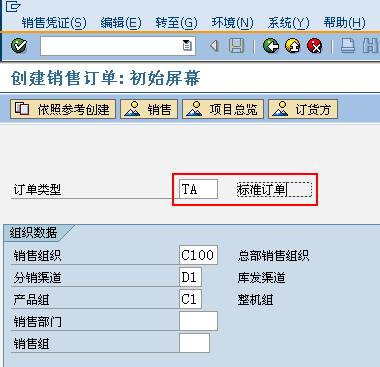 销售凭证(S) 编辑(E) 转至(G) 环境(N) 系统(Y) 帮助(H)
创建销售订单:初始屏幕
依照参考创建 销售 项目总览 订货方
订单类型 TA 标准订单
组织数据
销售组织 C100 总部销售组织
分销渠道 D1 库发渠道
产品组 C1 整机组
销售部门
销售组